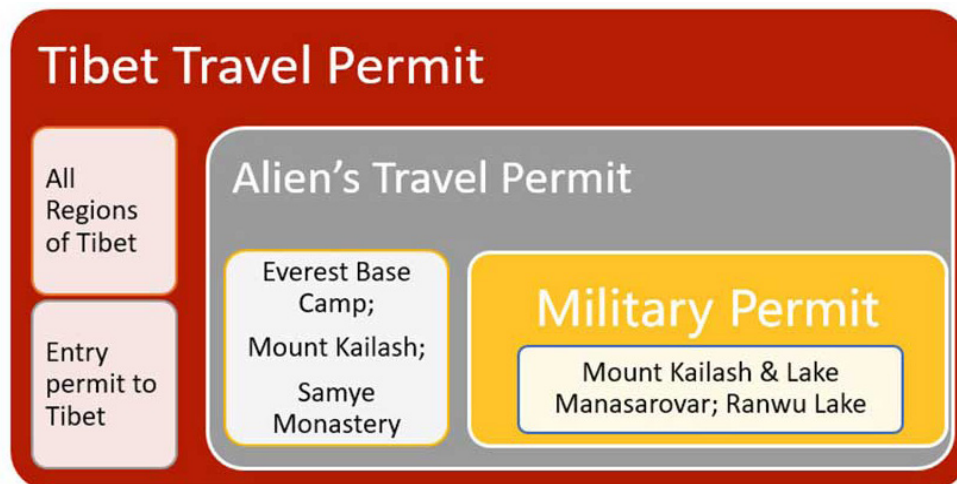 Tibet Travel Permit
All
Regions
of Tibet
Entry
permit to
Tibet
Alien's Travel Permit
Everest Base
Camp;
Mount Kailash;
Samye
Monastery
Military Permit
Mount Kailash & Lake
Manasarovar; Ranwu Lake